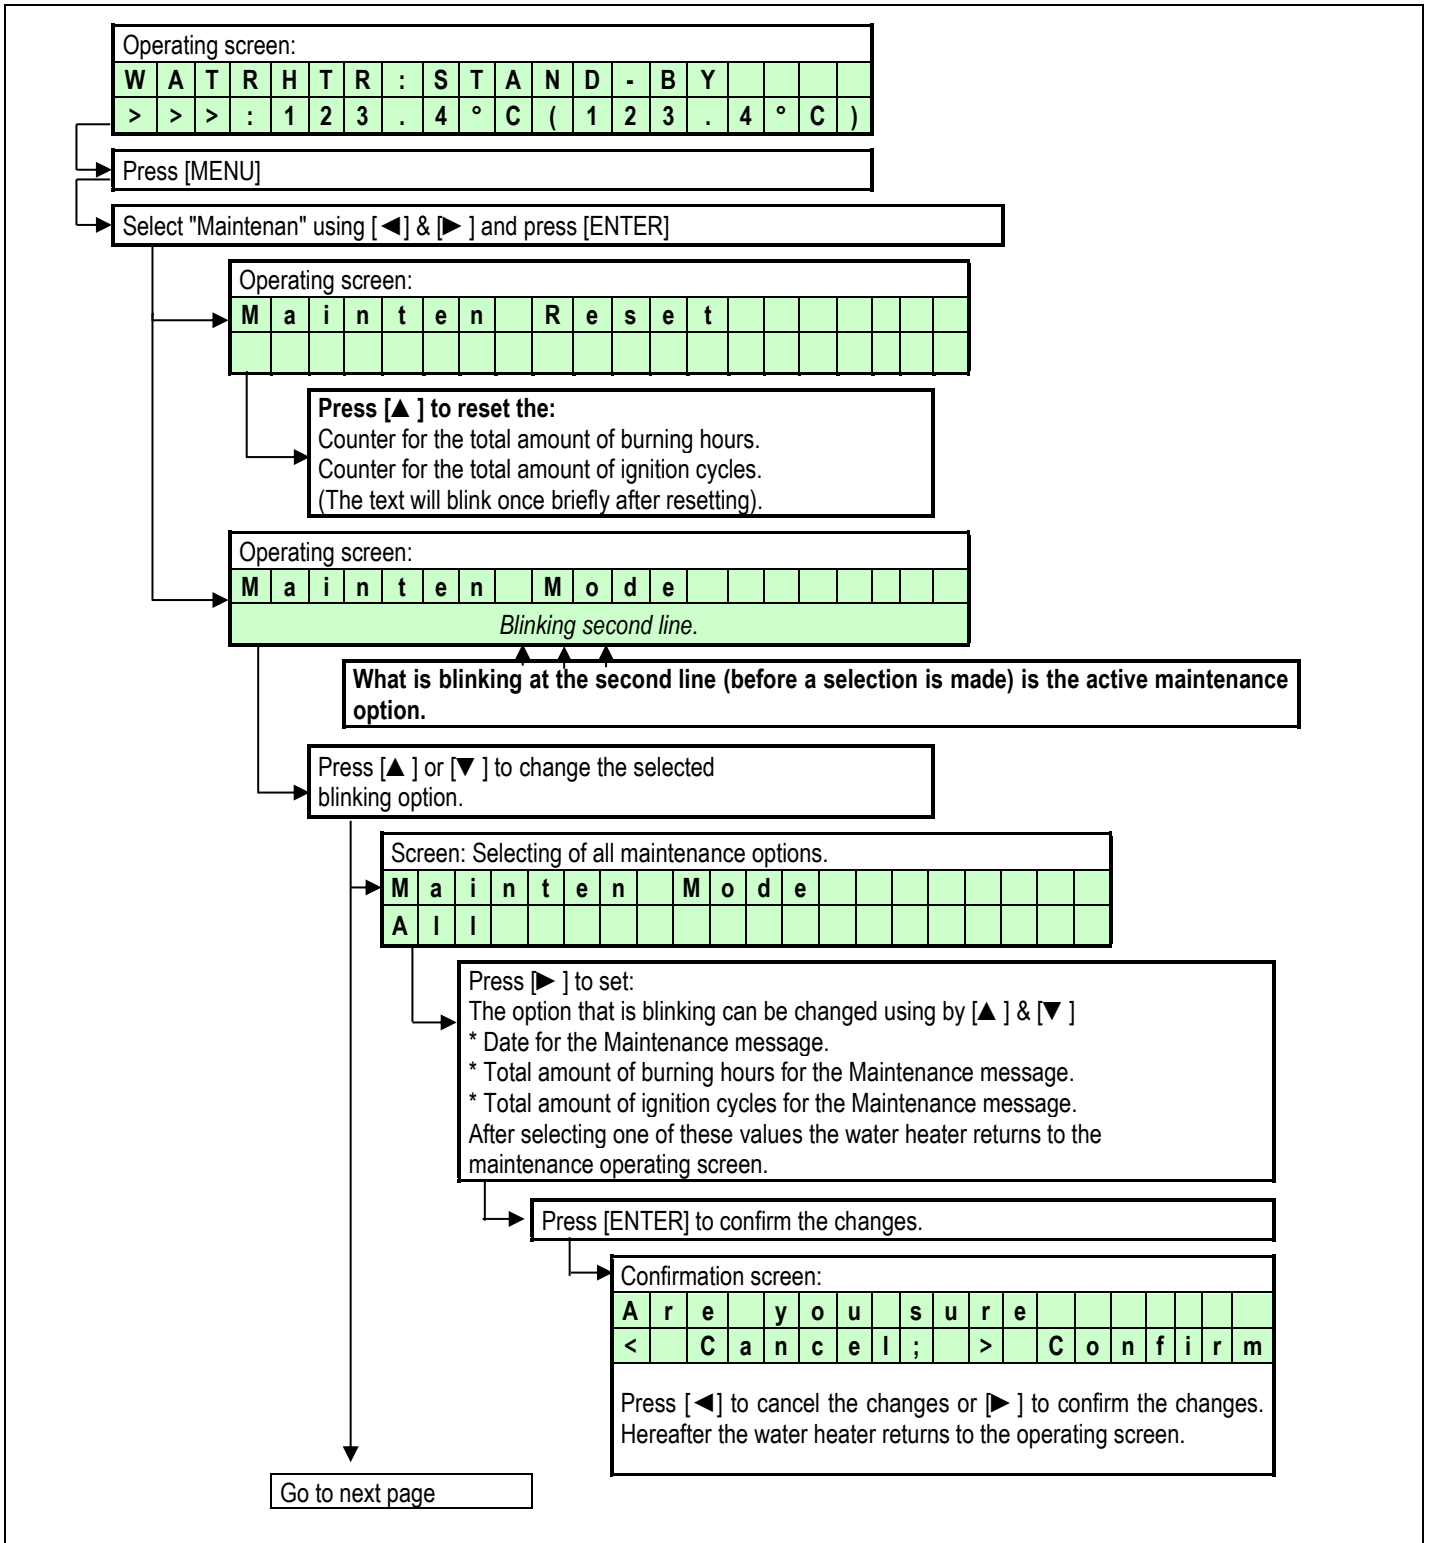 Operating screen:
WATRHTR:STAND-BY
>>>:123.4°C(123.4°C)
Press [MENU]
Select "Maintenan" using [◄] & [► ] and press [ENTER]
Operating screen:
Mainten Reset
Press [▲ ] to reset the:
Counter for the total amount of burning hours.
Counter for the total amount of ignition cycles.
(The text will blink once briefly after resetting).
Operating screen:
Mainten Mode
Blinking second line.
What is blinking at the second line (before a selection is made) is the active maintenance
option.
Press [▲ ] or [▼ ] to change the selected
blinking option.
Screen: Selecting of all maintenance options.
Mainten Mode
All
Press [► ] to set:
The option that is blinking can be changed using by [▲ ] & [▼ ]
* Date for the Maintenance message.
* Total amount of burning hours for the Maintenance message.
* Total amount of ignition cycles for the Maintenance message.
After selecting one of these values the water heater returns to the
maintenance operating screen.
Press [ENTER] to confirm the changes.
Confirmation screen:
Are you sure
< Cancel; > Confirm
Press [◄] to cancel the changes or [► ] to confirm the changes.
Hereafter the water heater returns to the operating screen.
Go to next page